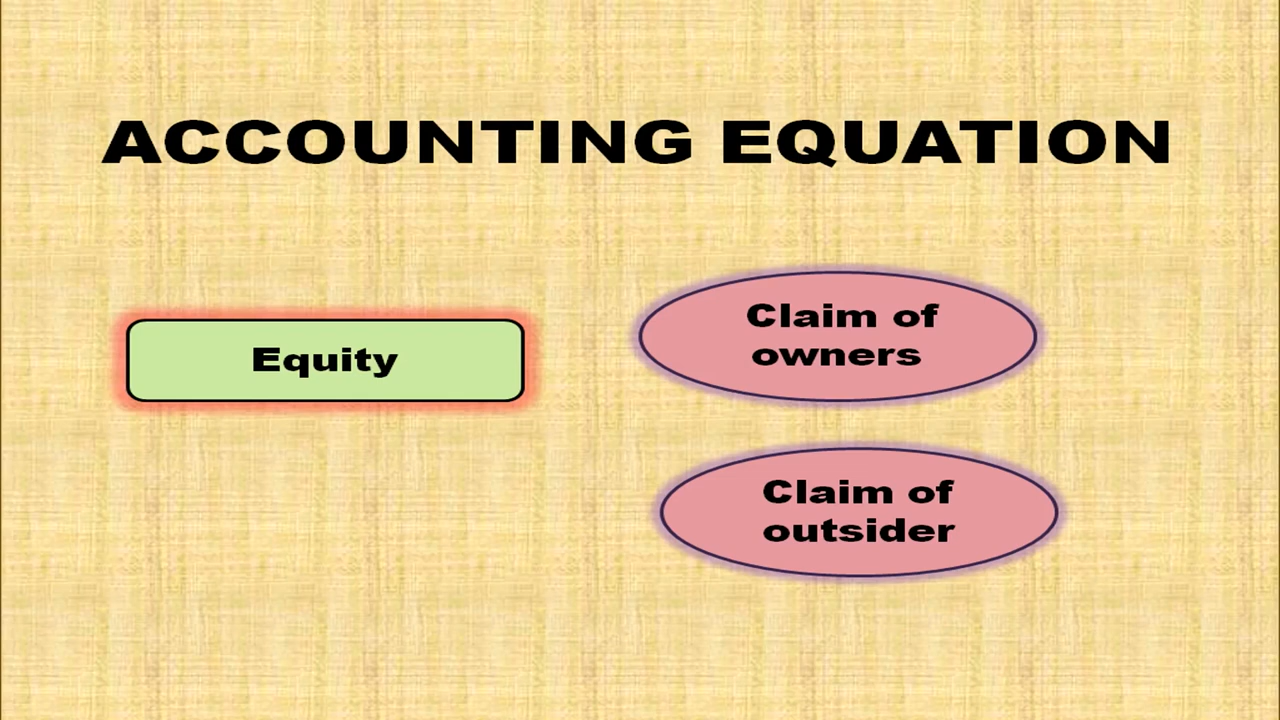 ACCOUNTING EQUATION
Equity
Claim of
owners
Claim of
outsider